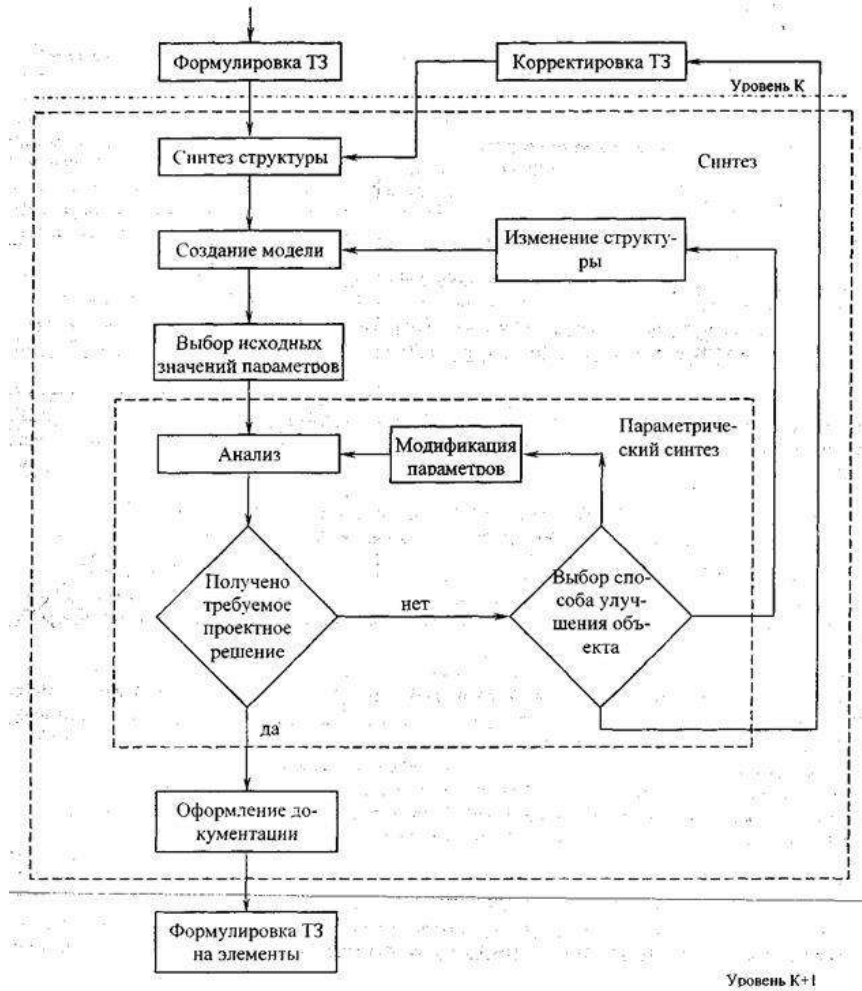 Формулировка ТЗ
Корректировка ТЗ
Уровень К
Синтез структуры
Синтез
Создание модели
Изменение структу-
ры
Выбор исходных
значений параметров
Параметриче-
ский синтез
Анализ
Модификация
параметров
Получено
требуемое
проектное
решение
нет
Выбор спо-
соба улуч-
шения объ-
екта
да
Оформление до-
кументации
Формулировка ТЗ
на элементы
Уровень К+1